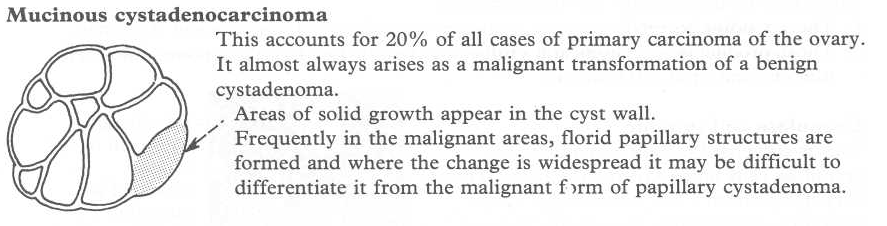 Mucinous cystadenocarcinoma
This accounts for 20% of all cases of primary carcinoma of the ovary.
It almost always arises as a malignant transformation of a benign
cystadenoma.
Areas of solid growth appear in the cyst wall.
Frequently in the malignant areas, florid papillary structures are
formed and where the change is widespread it may be difficult to
differentiate it from the malignant form of papillary cystadenoma.